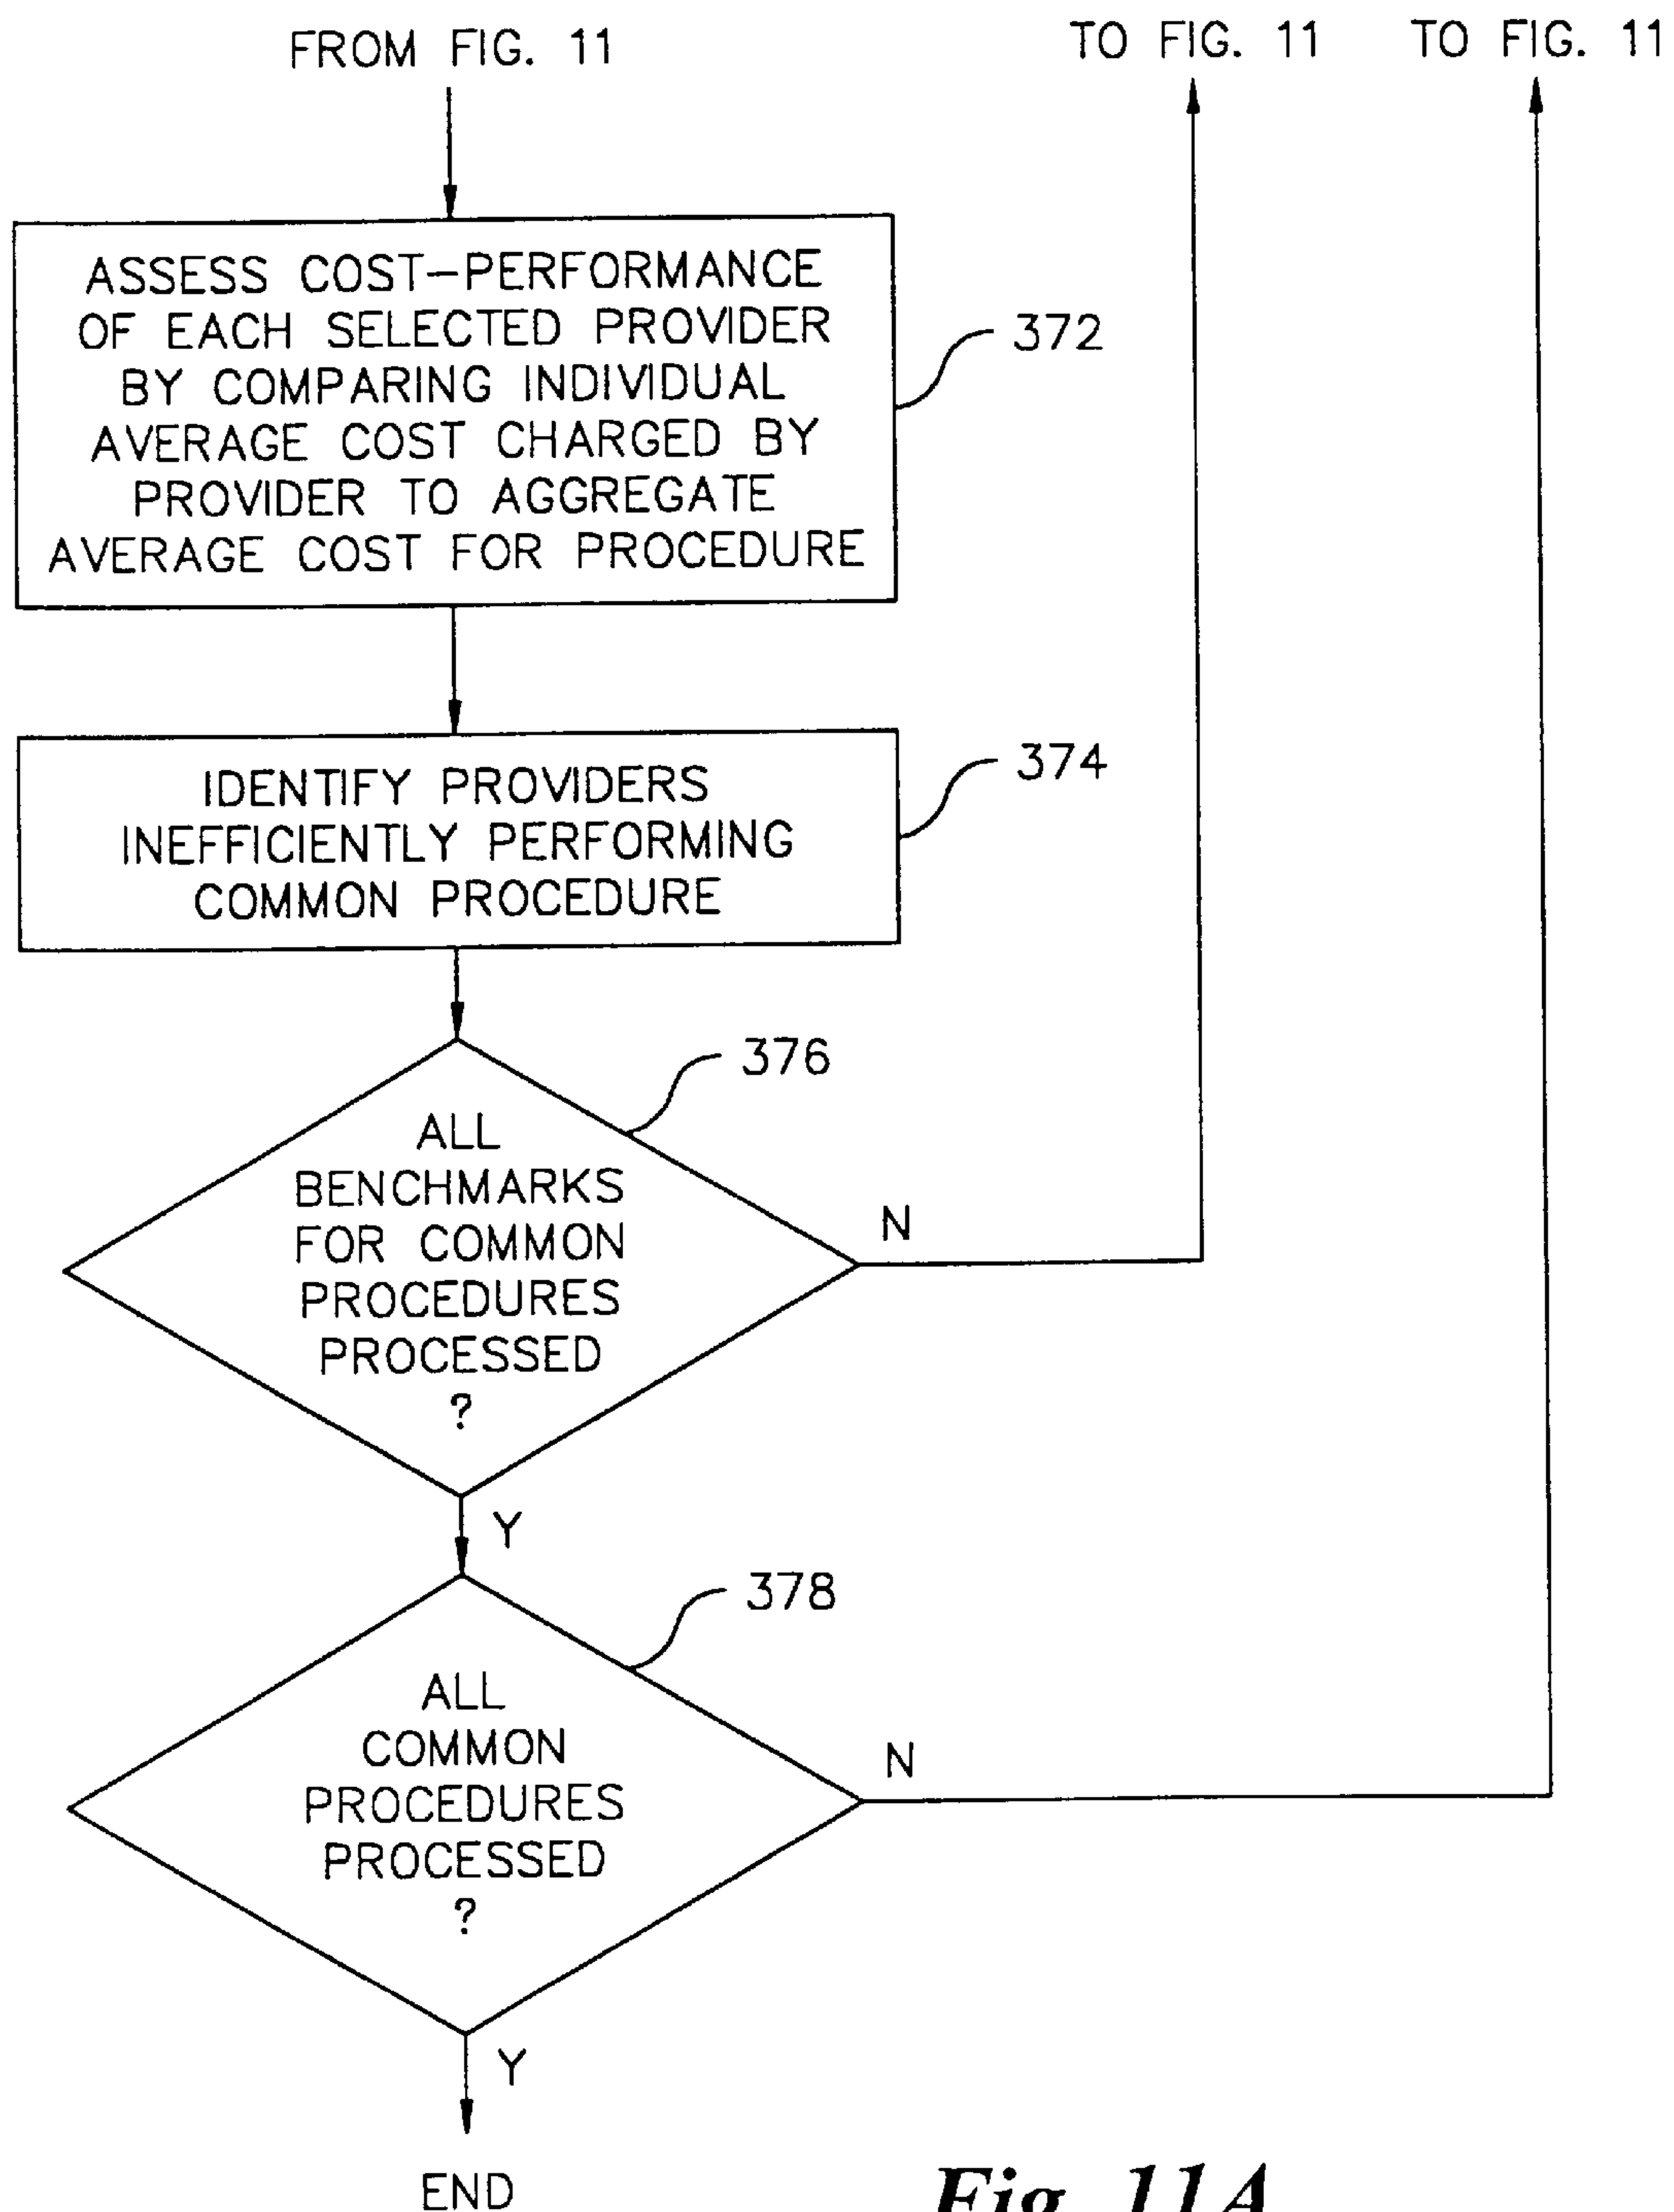 FROM FIG. 11
TO FIG. 11
TO FIG. 11
ASSESS COST-PERFORMANCE
OF EACH SELECTED PROVIDER
BY COMPARING INDIVIDUAL
AVERAGE COST CHARGED BY
PROVIDER TO AGGREGATE
AVERAGE COST FOR PROCEDURE
372
IDENTIFY PROVIDERS
INEFFICIENTLY PERFORMING
COMMON PROCEDURE
374
376
ALL
BENCHMARKS
FOR COMMON
PROCEDURES
PROCESSED
?
N
Y
378
ALL
COMMON
PROCEDURES
PROCESSED
?
N
Y
END
Fig. 11A